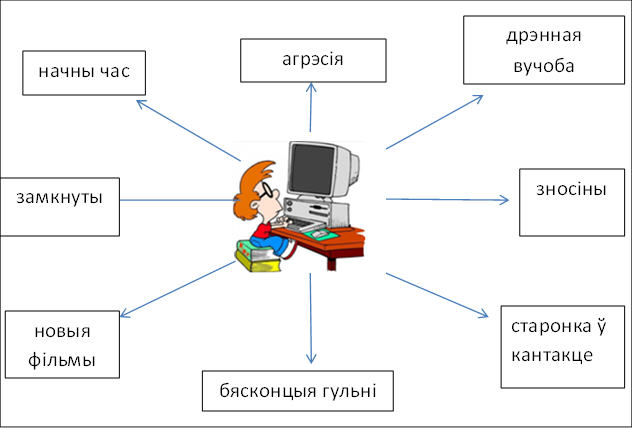 начны час
агрэсія
дрэнная
вучоба
замкнуты
зносіны
новыя
фільмы
бясконцыя гульні
старонка ў
кантакце